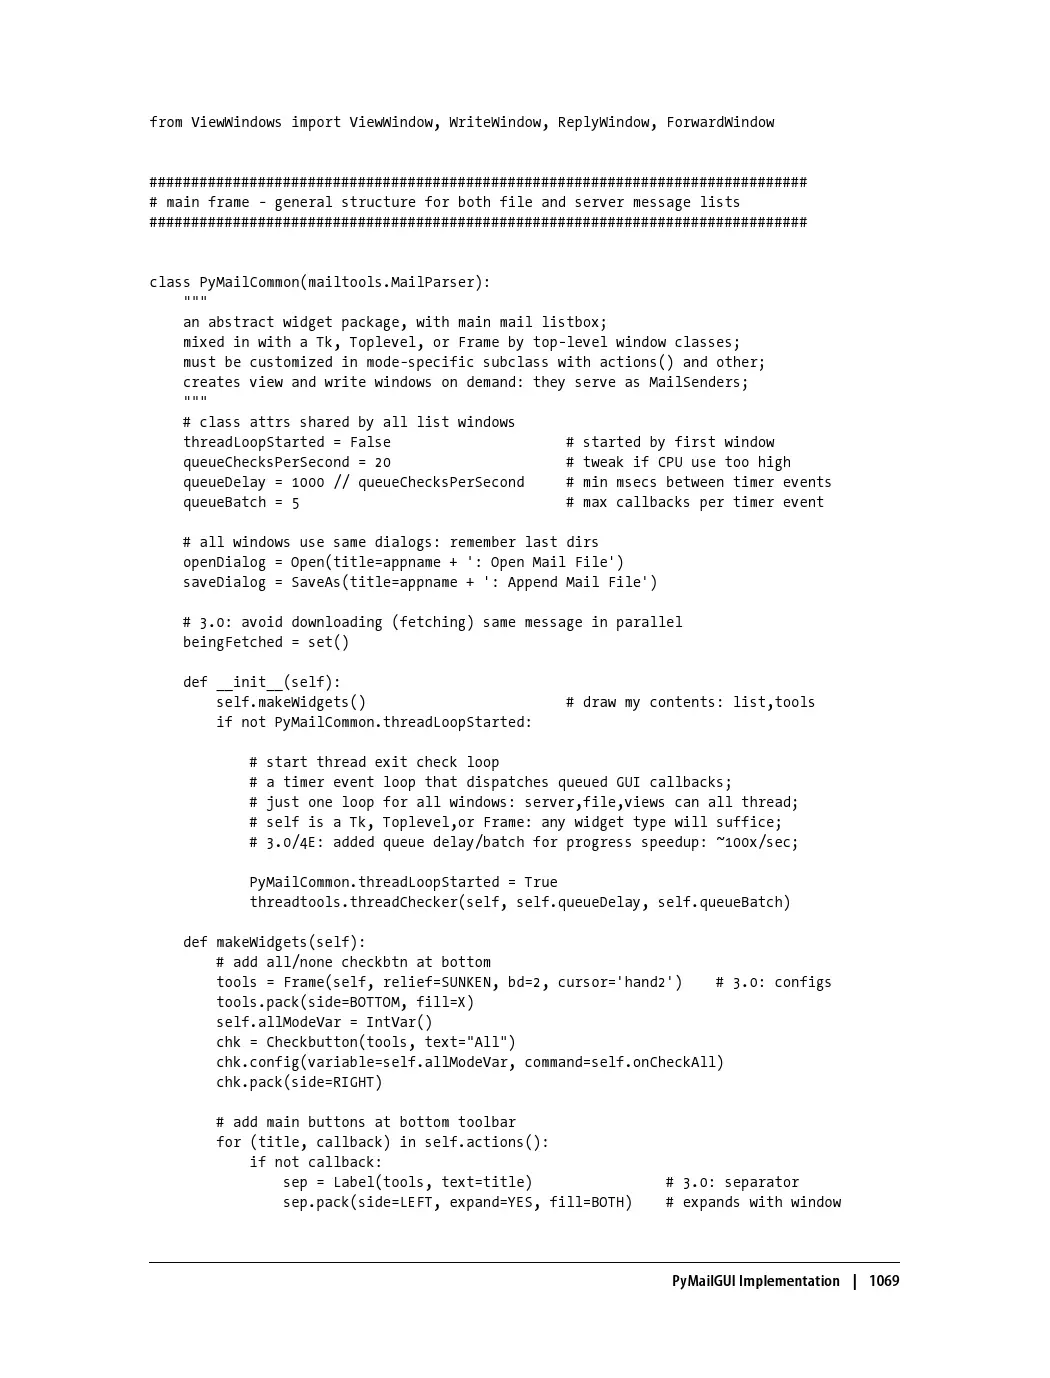 from ViewWindows import ViewWindow, WriteWindow, ReplyWindow, ForwardWindow
###############################################################################
# main frame - general structure for both file and server message lists
###############################################################################
class PyMailCommon(mailtools.MailParser):
    """
    an abstract widget package, with main mail listbox;
    mixed in with a Tk, Toplevel, or Frame by top-level window classes;
    must be customized in mode-specific subclass with actions() and other;
    creates view and write windows on demand: they serve as MailSenders;
    """
    # class attrs shared by all list windows
    threadLoopStarted = False                     # started by first window
    queueChecksPerSecond = 20                     # tweak if CPU use too high
    queueDelay = 1000 // queueChecksPerSecond     # min msecs between timer events
    queueBatch = 5                                # max callbacks per timer event
    # all windows use same dialogs: remember last dirs
    openDialog = Open(title=appname + ': Open Mail File')
    saveDialog = SaveAs(title=appname + ': Append Mail File')
    # 3.0: avoid downloading (fetching) same message in parallel
    beingFetched = set()
    def __init__(self):
        self.makeWidgets()                        # draw my contents: list,tools
        if not PyMailCommon.threadLoopStarted:
            # start thread exit check loop
            # a timer event loop that dispatches queued GUI callbacks;
            # just one loop for all windows: server,file,views can all thread;
            # self is a Tk, Toplevel,or Frame: any widget type will suffice;
            # 3.0/4E: added queue delay/batch for progress speedup: ~100x/sec;
            PyMailCommon.threadLoopStarted = True
            threadtools.threadChecker(self, self.queueDelay, self.queueBatch)
    def makeWidgets(self):
        # add all/none checkbtn at bottom
        tools = Frame(self, relief=SUNKEN, bd=2, cursor='hand2')    # 3.0: configs
        tools.pack(side=BOTTOM, fill=X)
        self.allModeVar = IntVar()
        chk = Checkbutton(tools, text="All")
        chk.config(variable=self.allModeVar, command=self.onCheckAll)
        chk.pack(side=RIGHT)
        # add main buttons at bottom toolbar
        for (title, callback) in self.actions():
            if not callback:
                sep = Label(tools, text=title)                # 3.0: separator
                sep.pack(side=LEFT, expand=YES, fill=BOTH)    # expands with window
PyMailGUI Implementation | 1069